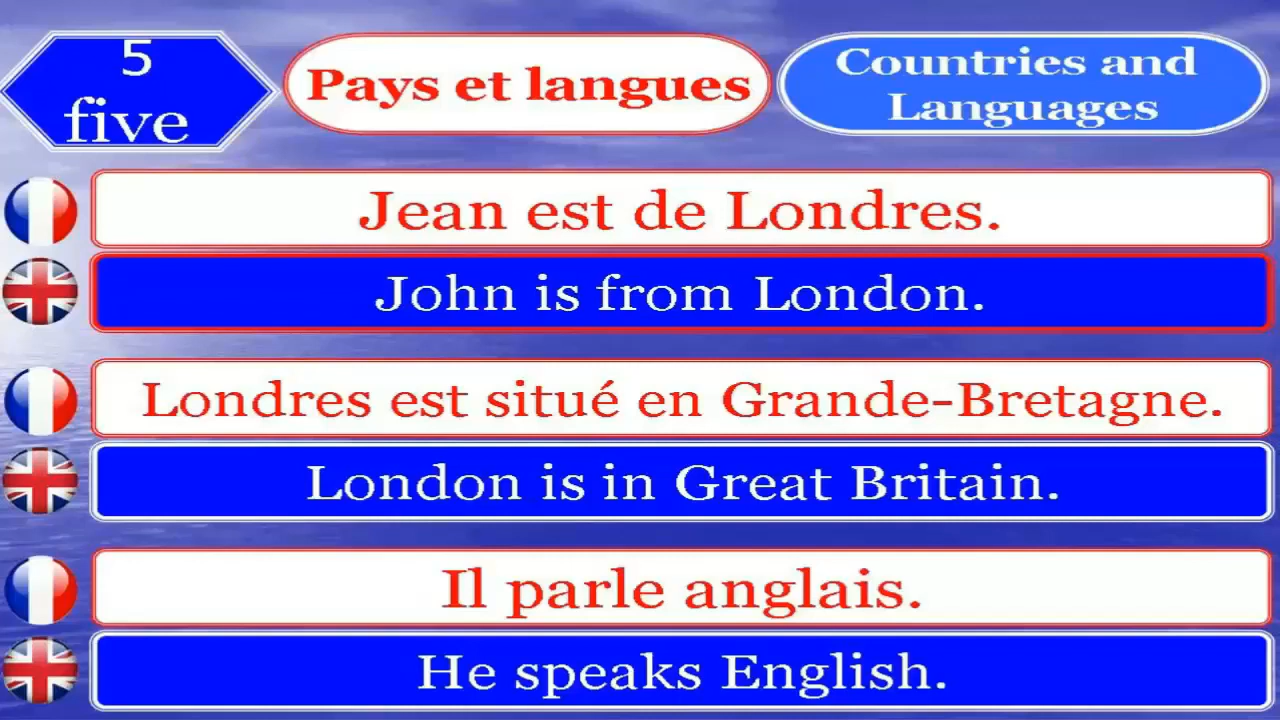 5
five
Pays et langues
Countries and
Languages
Jean est de Londres.
John is from London.
Londres est situé en Grande-Bretagne.
London is in Great Britain.
Il parle anglais.
He speaks English.